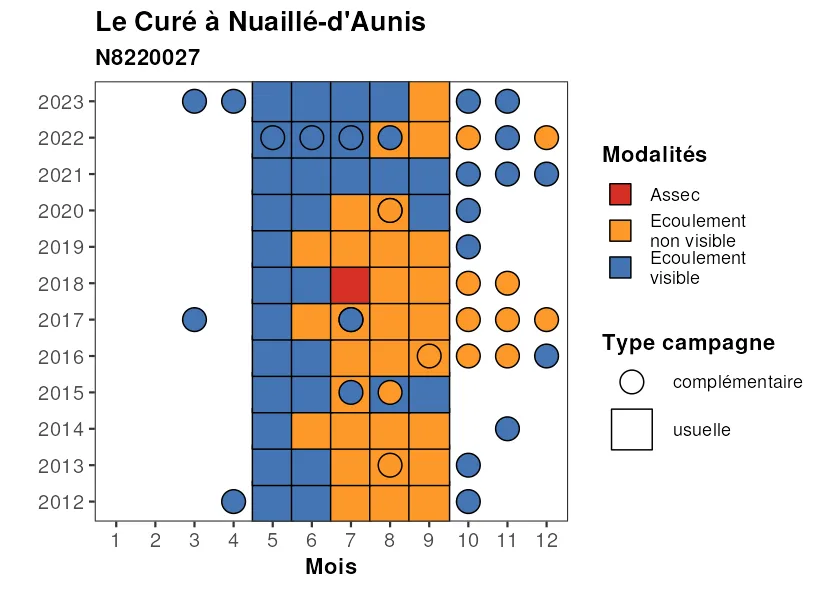 Le Curé à Nuaillé-d'Aunis
N8220027
2023
2022
2021
2020
2019
2018
2017
2016
2015
2014
2013
2012
1 2 3 4 5 6 7 8 9 10 11 12
Mois
Modalités
Assec
Ecoulement
non visible
Ecoulement
visible
Type campagne
complémentaire
usuelle